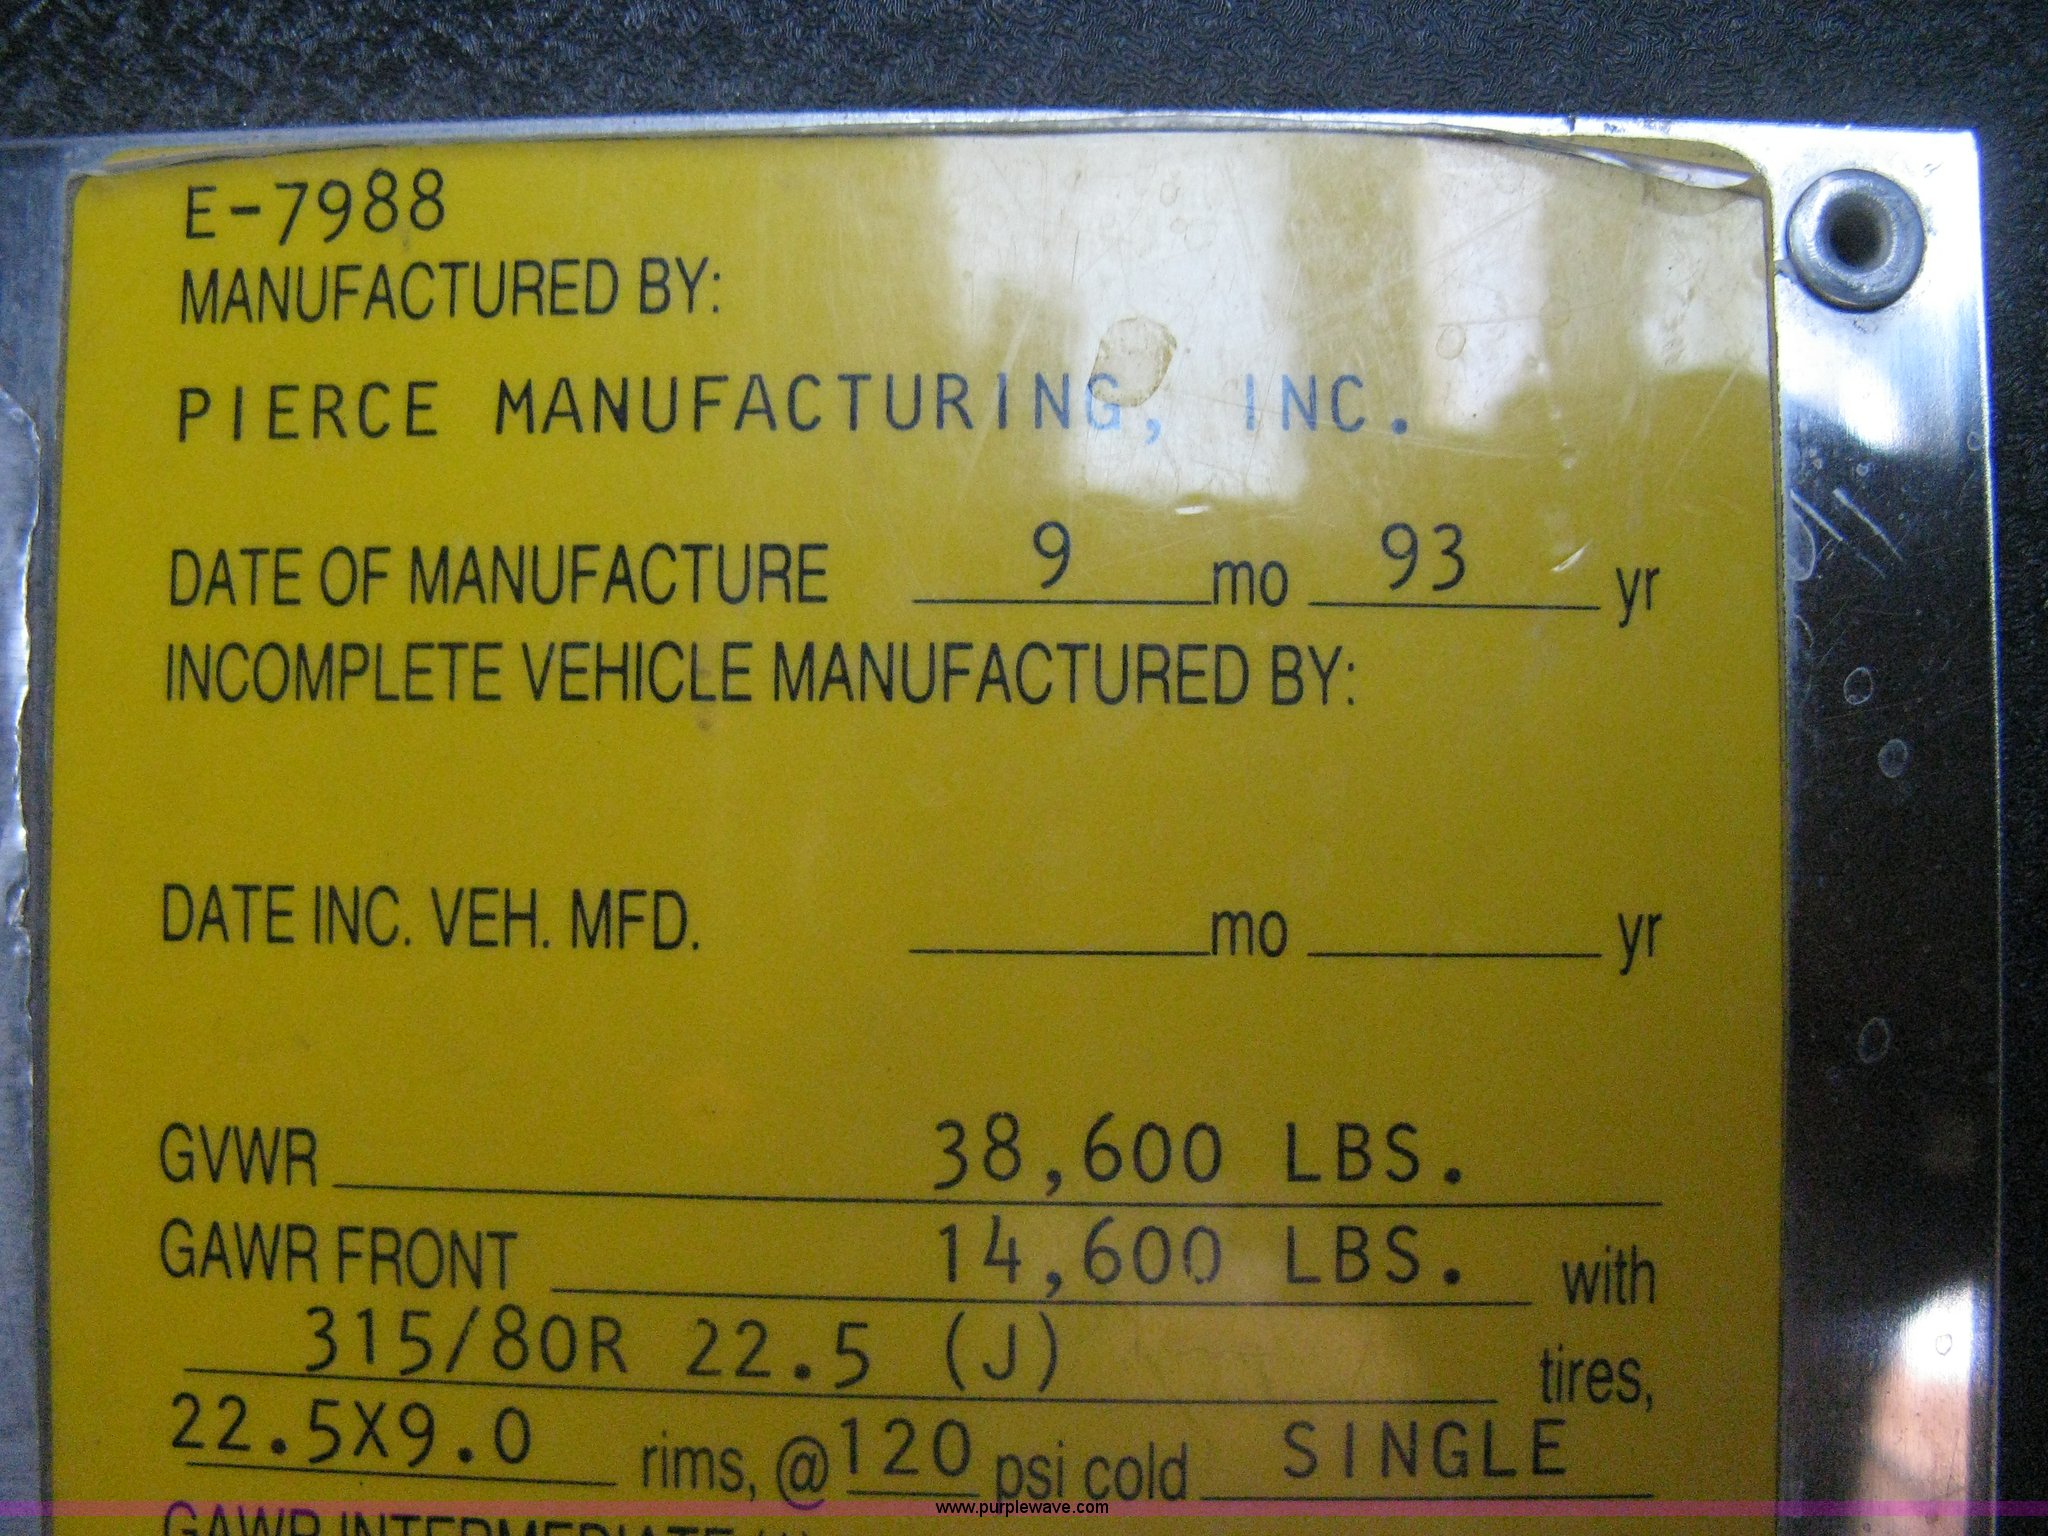 E-7988
MANUFACTURED BY:
PIERCE MANUFACTURING, INC.
DATE OF MANUFACTURE 9 mo 93 yr
INCOMPLETE VEHICLE MANUFACTURED BY:
DATE INC. VEH. MFD. mo yr
GVWR 38,600 LBS.
GAWR FRONT 14,600 LBS. with
315/80R 22.5 (J) tires,
22.5X9.0 rims, @ 120 psi cold SINGLE
www.purplewave.com
GAWR INTERMEDIATE